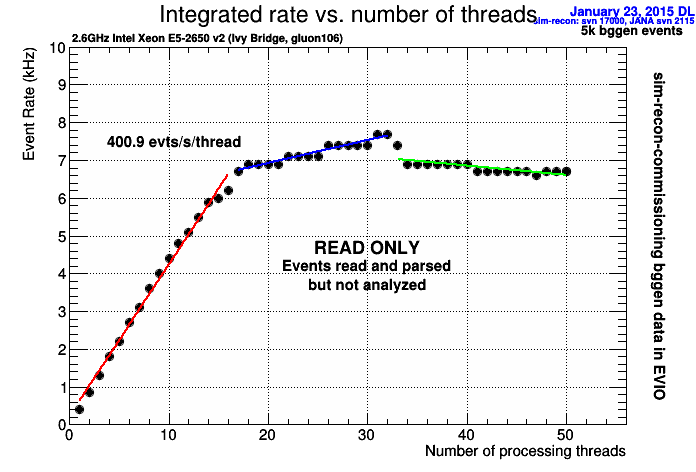 Integrated rate vs. number of threads
January 23, 2015 DL
sim-recon: svn 17000, JANA svn 2115
5k bggen events
2.6GHz Intel Xeon E5-2650 v2 (Ivy Bridge, gluon106)
Event Rate (kHz)
10
9
8
7
6
5
4
3
2
1
0
400.9 evts/s/thread
READ ONLY
Events read and parsed
but not analyzed
sim-recon-commissioning bggen data in EVIO
0
10
20
30
40
50
Number of processing threads